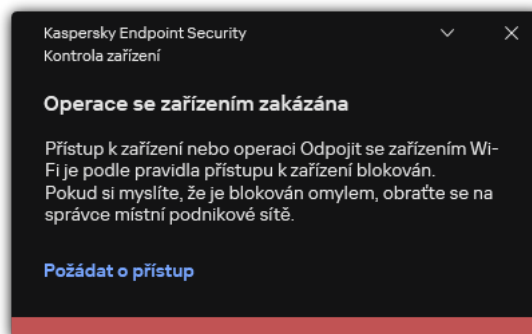 Kaspersky Endpoint Security
Kontrola zařízení
Operace se zařízením zakázána
Přístup k zařízení nebo operaci Odpojit se zařízením Wi-
Fi je podle pravidla přístupu k zařízení blokován.
Pokud si myslíte, že je blokován omylem, obraťte se na
správce místní podnikové sítě.
Požádat o přístup